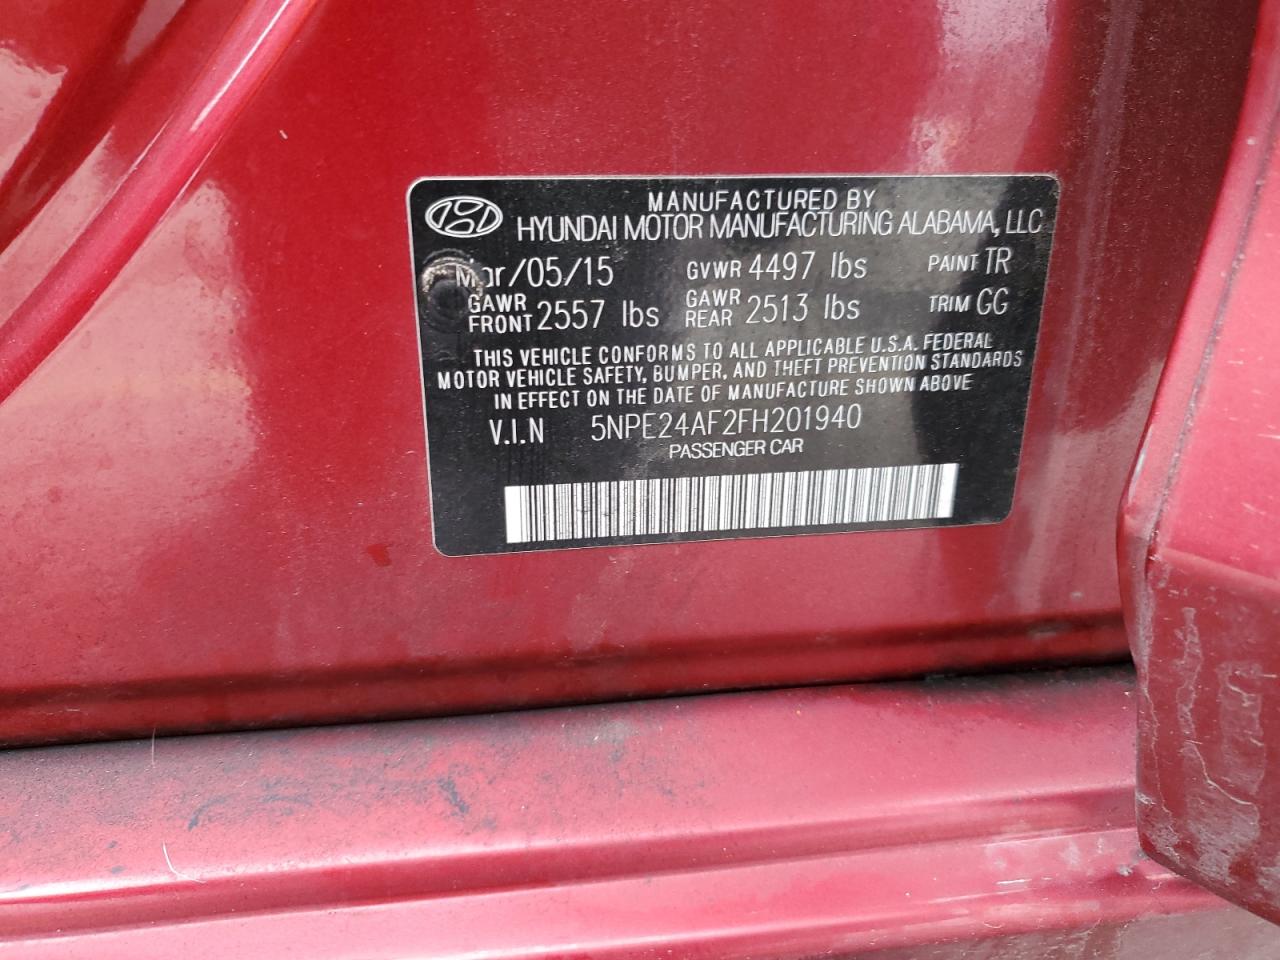 MANUFACTURED BY
HYUNDAI MOTOR MANUFACTURING ALABAMA, LLC
Mar/05/15 GVWR 4497 lbs PAINT TR
GAWR FRONT 2557 lbs GAWR REAR 2513 lbs TRIM GG
THIS VEHICLE CONFORMS TO ALL APPLICABLE U.S.A. FEDERAL
MOTOR VEHICLE SAFETY, BUMPER, AND THEFT PREVENTION STANDARDS
IN EFFECT ON THE DATE OF MANUFACTURE SHOWN ABOVE
V.I.N 5NPE24AF2FH201940
PASSENGER CAR